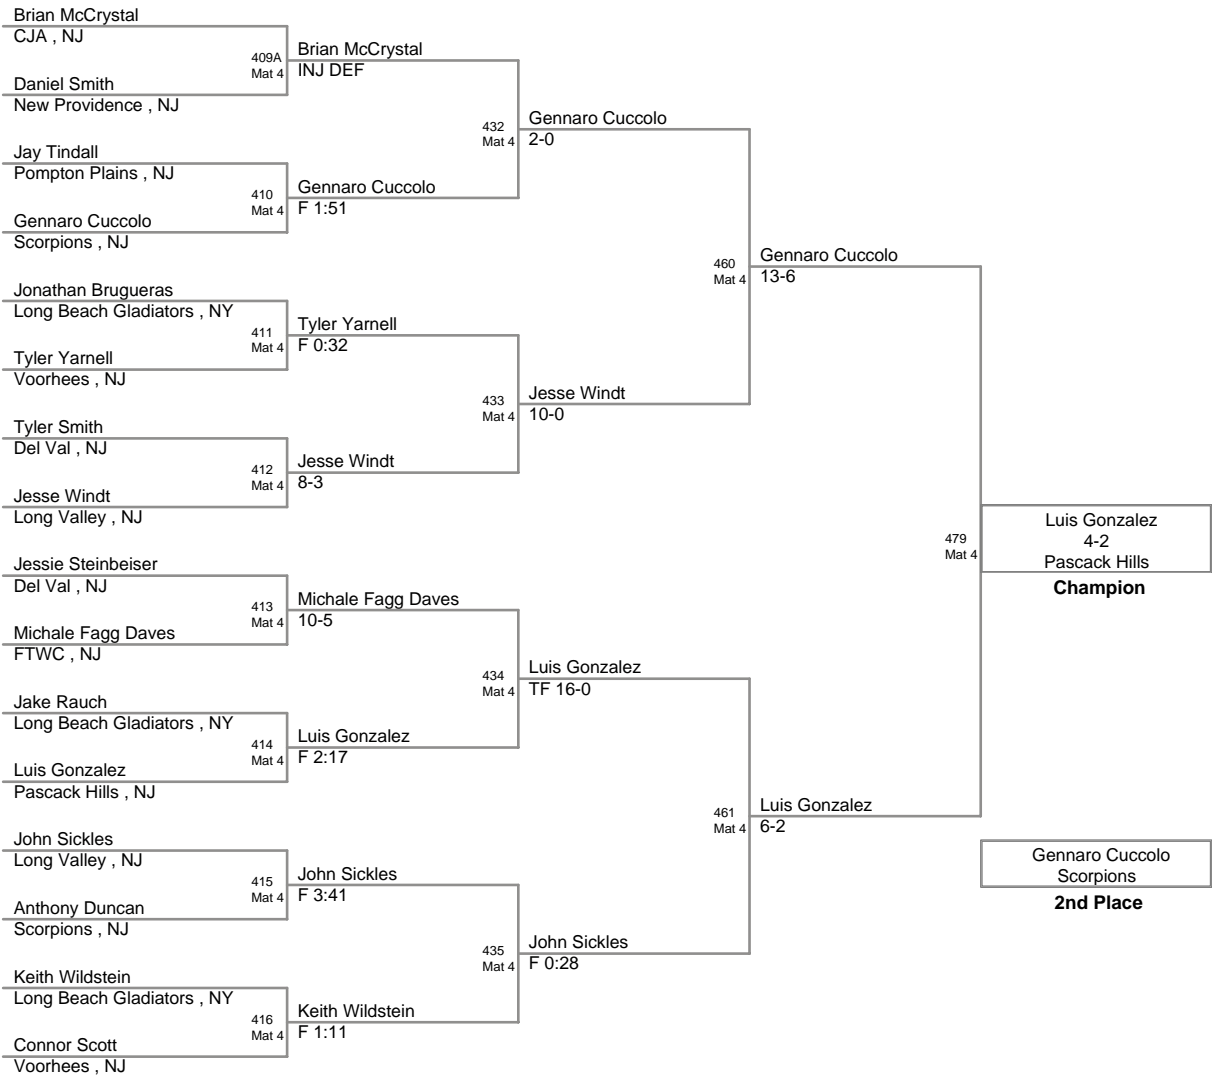 Brian McCrystal
CJA , NJ
409A
Mat 4
Daniel Smith
New Providence , NJ
Jay Tindall
Pompton Plains , NJ
410
Mat 4
Gennaro Cuccolo
Scorpions , NJ
Jonathan Brugueras
Long Beach Gladiators , NY
411
Mat 4
Tyler Yarnell
Voorhees , NJ
Tyler Smith
Del Val , NJ
412
Mat 4
Jesse Windt
Long Valley , NJ
Jessie Steinbeiser
Del Val , NJ
413
Mat 4
Michale Fagg Daves
FTWC , NJ
Jake Rauch
Long Beach Gladiators , NY
414
Mat 4
Luis Gonzalez
Pascack Hills , NJ
John Sickles
Long Valley , NJ
415
Mat 4
Anthony Duncan
Scorpions , NJ
Keith Wildstein
Long Beach Gladiators , NY
416
Mat 4
Connor Scott
Voorhees , NJ
Brian McCrystal
INJ DEF
432
Mat 4
Gennaro Cuccolo
F 1:51
Tyler Yarnell
F 0:32
433
Mat 4
Jesse Windt
8-3
Michale Fagg Daves
10-5
434
Mat 4
Luis Gonzalez
F 2:17
John Sickles
F 3:41
435
Mat 4
Keith Wildstein
F 1:11
Gennaro Cuccolo
2-0
460
Mat 4
Jesse Windt
10-0
Luis Gonzalez
TF 16-0
461
Mat 4
John Sickles
F 0:28
Gennaro Cuccolo
13-6
479
Mat 4
Luis Gonzalez
6-2
Luis Gonzalez
4-2
Pascack Hills
Champion
Gennaro Cuccolo
Scorpions
2nd Place